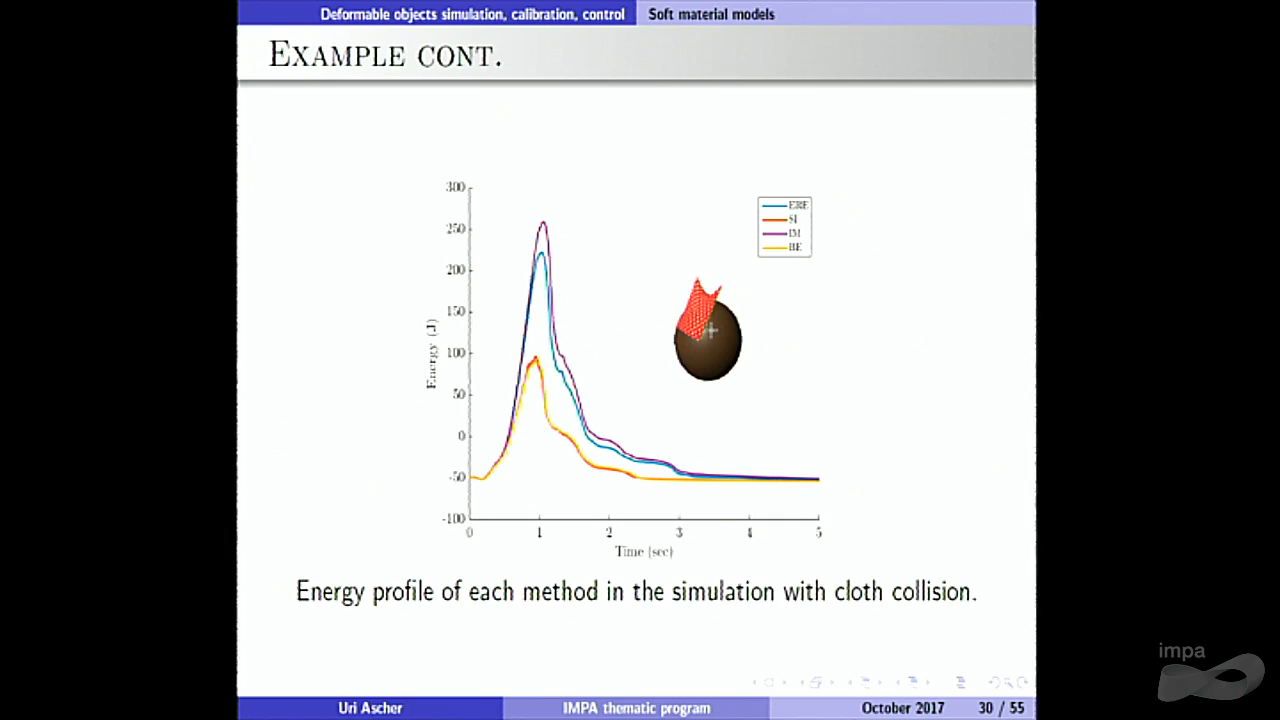 Deformable objects simulation, calibration, control Soft material models
EXAMPLE CONT.
300
250
200
150
100
50
0
-50
-100
Energy (J)
0 1 2 3 4 5
Time (sec)
ERE
SI
IM
BE
Energy profile of each method in the simulation with cloth collision.
impa
Uri Ascher IMPA thematic program October 2017 30 / 55